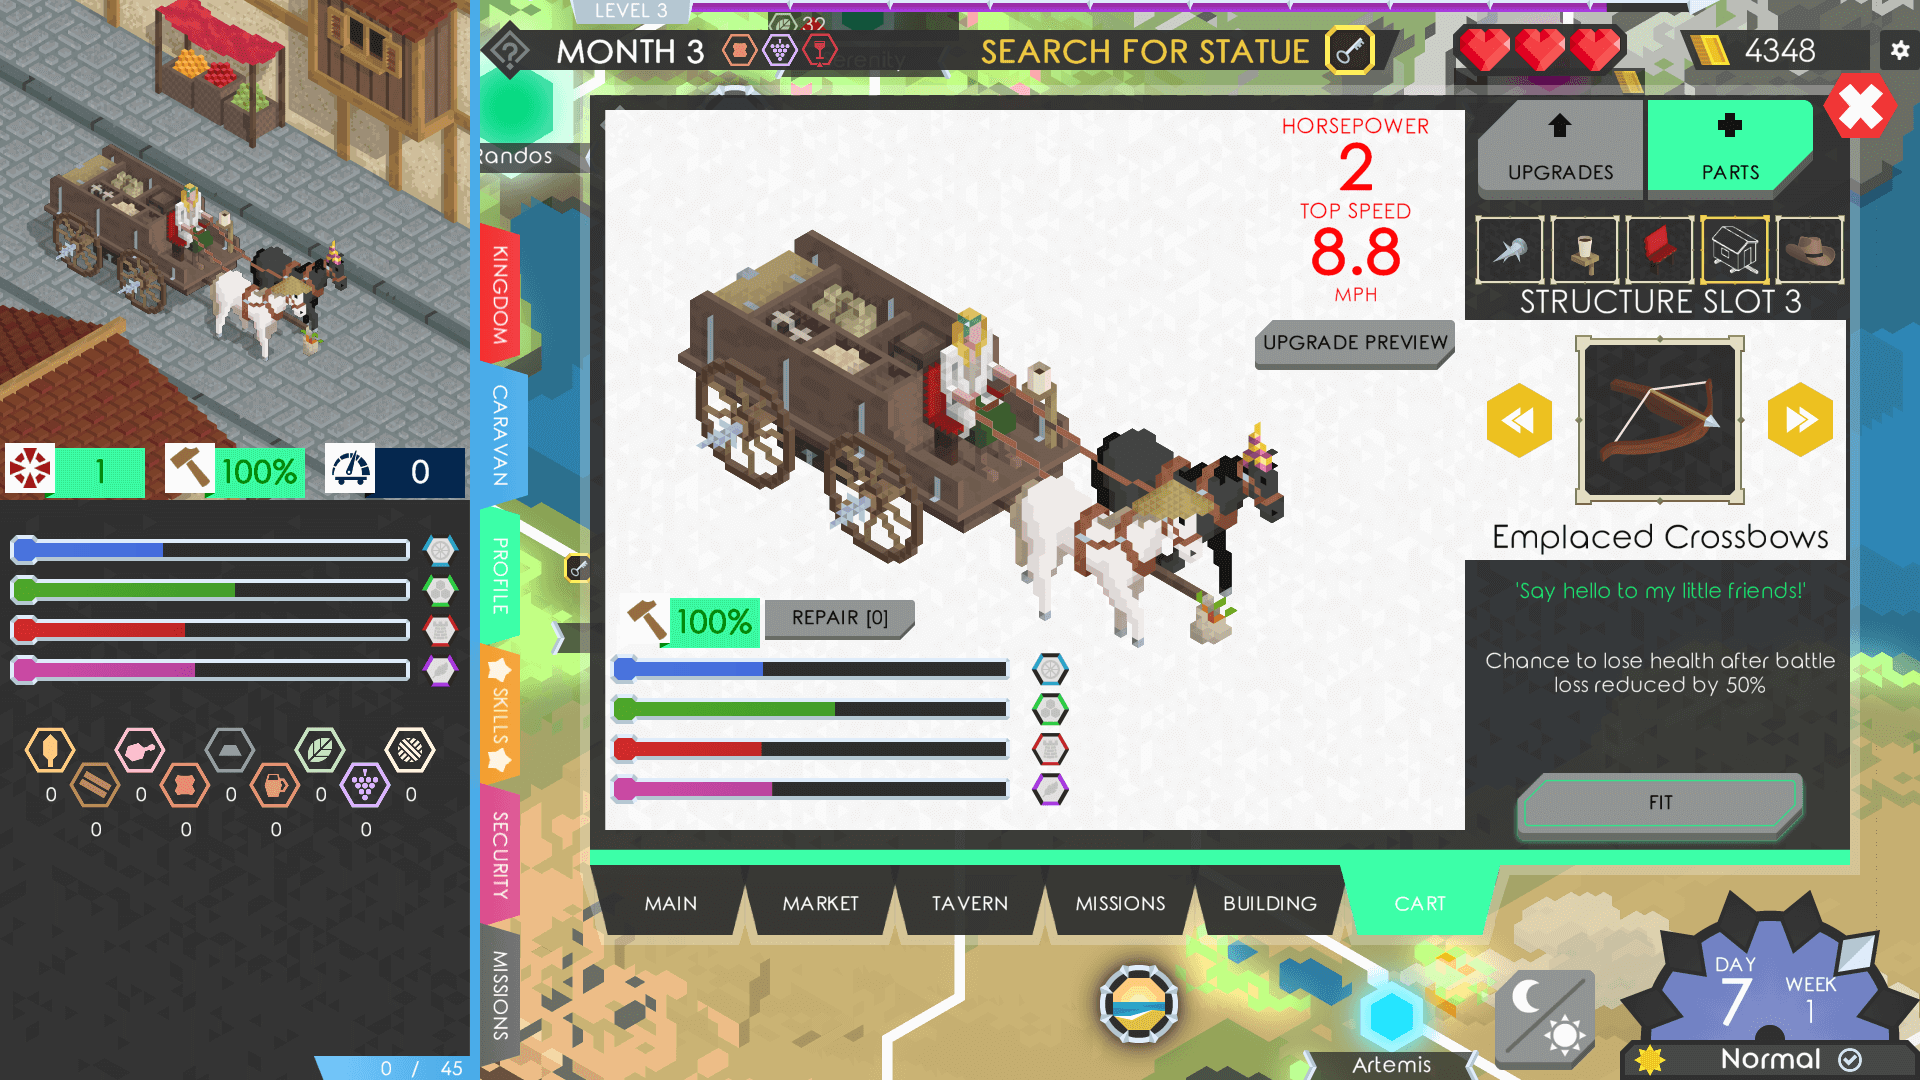 LEVEL 3
32
MONTH 3
SEARCH FOR STATUE
4348
Serenity
Randos
KINGDOM
CARAVAN
PROFILE
SKILLS
SECURITY
MISSIONS
1
100%
0
0
0
0
0
0
0
0
0
0
0 / 45
HORSEPOWER
2
TOP SPEED
8.8
MPH
UPGRADE PREVIEW
100%
REPAIR [0]
UPGRADES
PARTS
STRUCTURE SLOT 3
Emplaced Crossbows
'Say hello to my little friends!'
Chance to lose health after battle
loss reduced by 50%
FIT
MAIN
MARKET
TAVERN
MISSIONS
BUILDING
CART
Artemis
DAY
7
WEEK
1
Normal